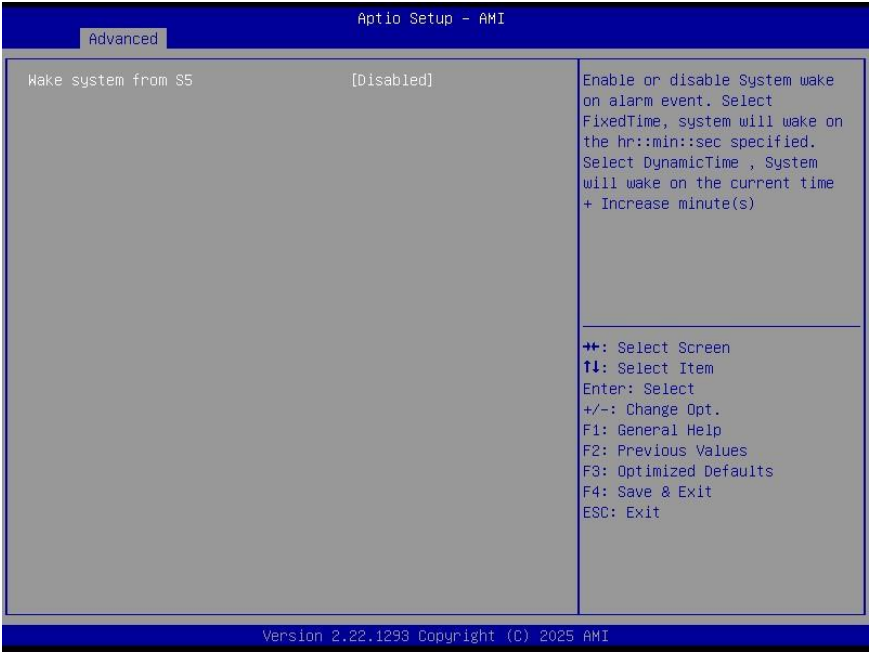 Aptio Setup - AMI
Advanced
Wake system from S5 [Disabled]
Enable or disable System wake
on alarm event. Select
FixedTime, system will wake on
the hr::min::sec specified.
Select DynamicTime , System
will wake on the current time
+ Increase minute(s)
→←: Select Screen
↑↓: Select Item
Enter: Select
+/-: Change Opt.
F1: General Help
F2: Previous Values
F3: Optimized Defaults
F4: Save & Exit
ESC: Exit
Version 2.22.1293 Copyright (C) 2025 AMI